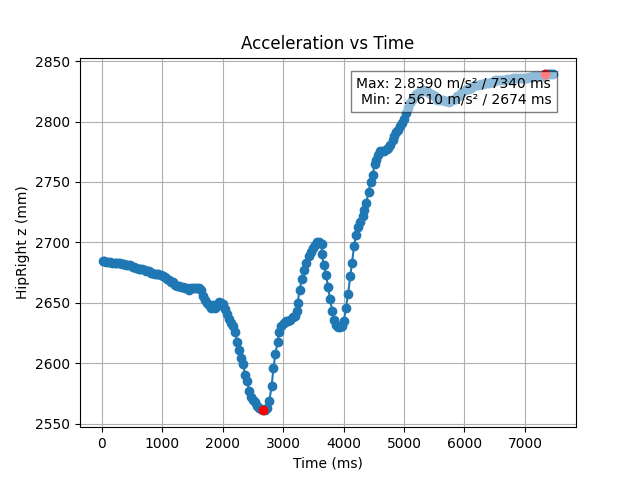 Acceleration vs Time
2850
2800
2750
2700
2650
2600
2550
HipRight z (mm)
Max: 2.8390 m/s² / 7340 ms
Min: 2.5610 m/s² / 2674 ms
0 1000 2000 3000 4000 5000 6000 7000
Time (ms)